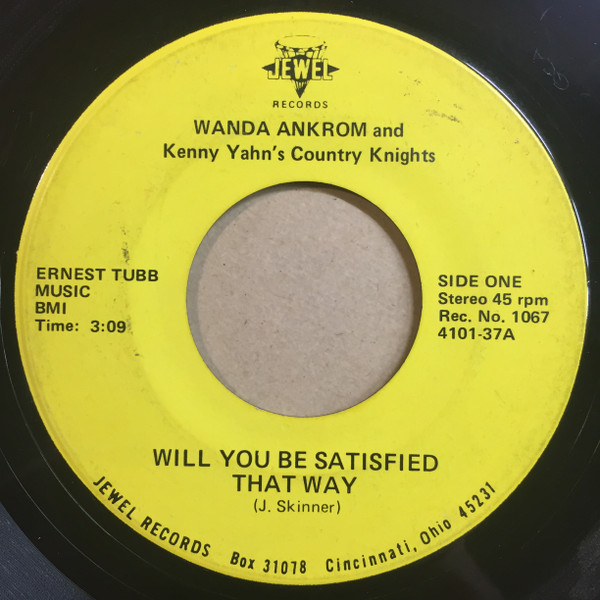 JEWEL
RECORDS
WANDA ANKROM and
Kenny Yahn's Country Knights
ERNEST TUBB
MUSIC
BMI
Time: 3:09
SIDE ONE
Stereo 45 rpm
Rec. No. 1067
4101-37A
WILL YOU BE SATISFIED
THAT WAY
(J. Skinner)
JEWEL RECORDS Box 31078 Cincinnati, Ohio 45231